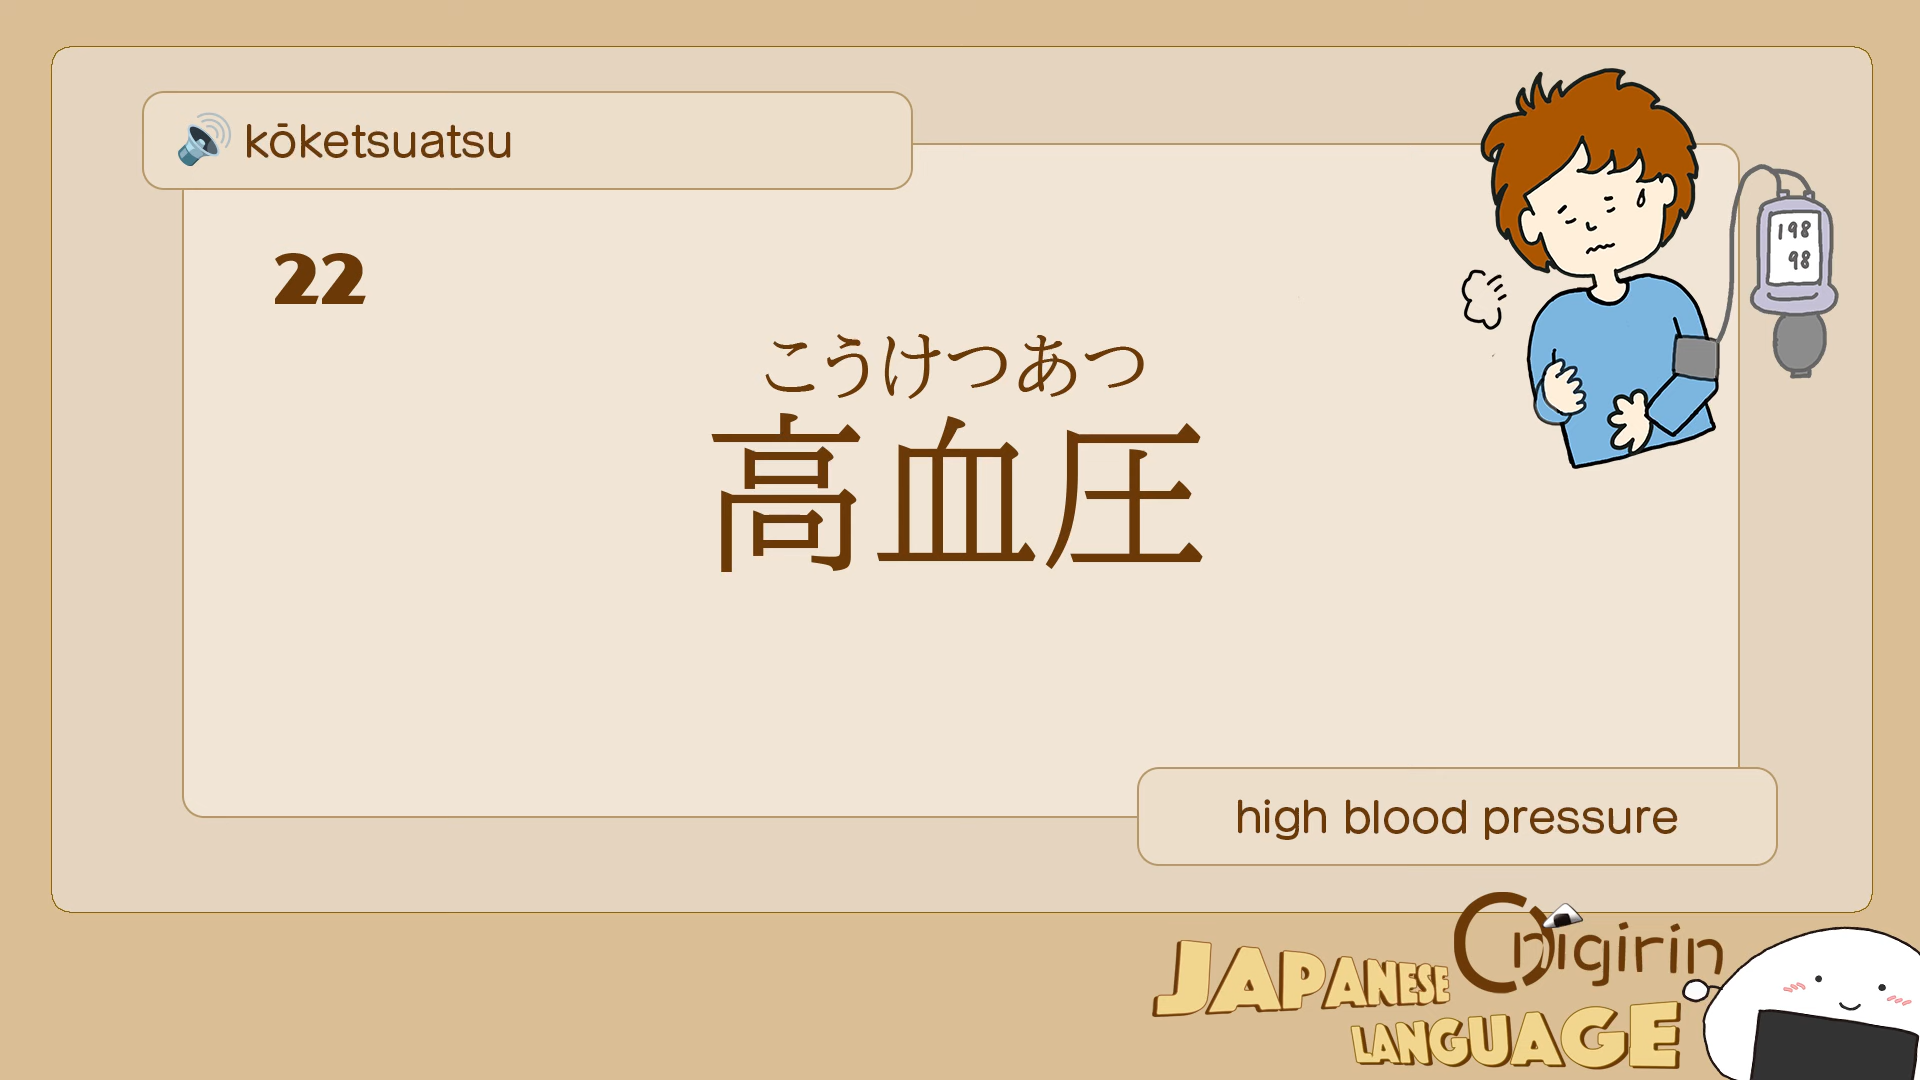 kōketsuatsu
22
こうけつあつ
高血圧
198
98
high blood pressure
Onigirin
JAPANESE
LANGUAGE